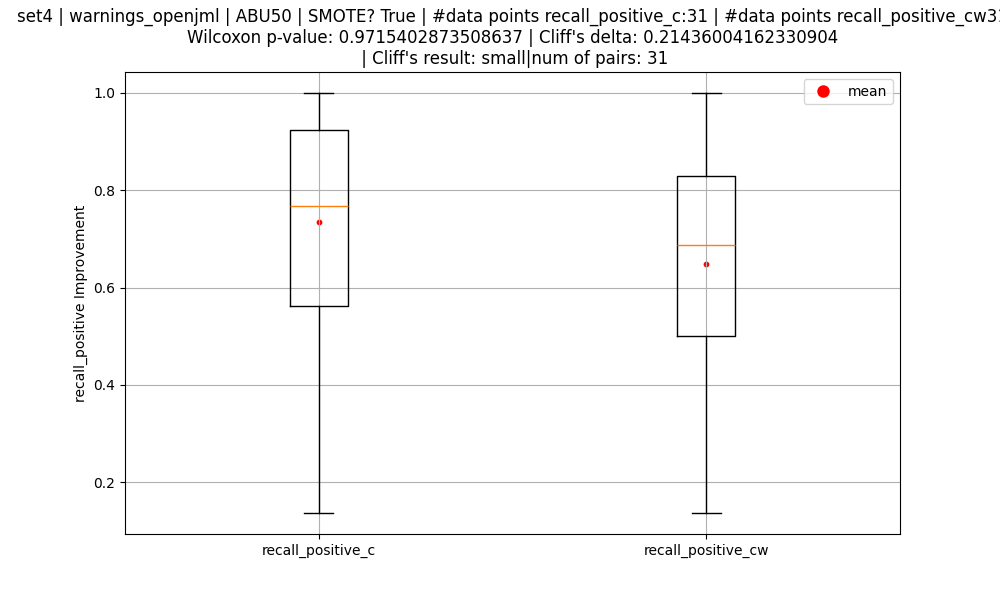 set4 | warnings_openjml | ABU50 | SMOTE? True | #data points recall_positive_c:31 | #data points recall_positive_cw
Wilcoxon p-value: 0.9715402873508637 | Cliff's delta: 0.21436004162330904
| Cliff's result: small|num of pairs: 31
mean
1.0
0.8
0.6
0.4
0.2
recall_positive Improvement
recall_positive_c
recall_positive_cw